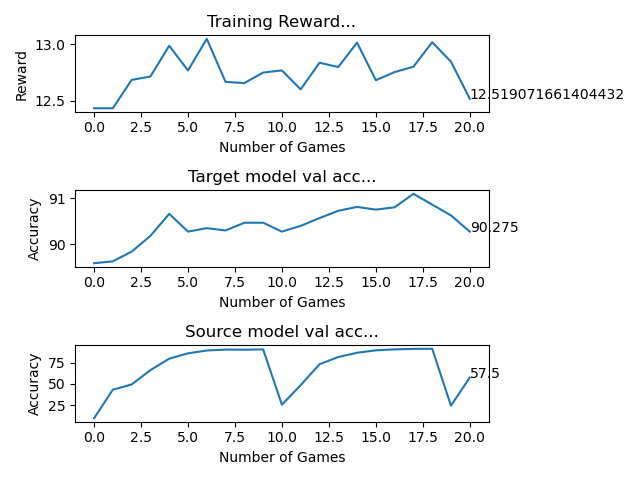 Training Reward...
13.0
12.5
Reward
12.519071661404432
0.0 2.5 5.0 7.5 10.0 12.5 15.0 17.5 20.0
Number of Games
Target model val acc...
91
90
Accuracy
90.275
0.0 2.5 5.0 7.5 10.0 12.5 15.0 17.5 20.0
Number of Games
Source model val acc...
75
50
25
Accuracy
57.5
0.0 2.5 5.0 7.5 10.0 12.5 15.0 17.5 20.0
Number of Games